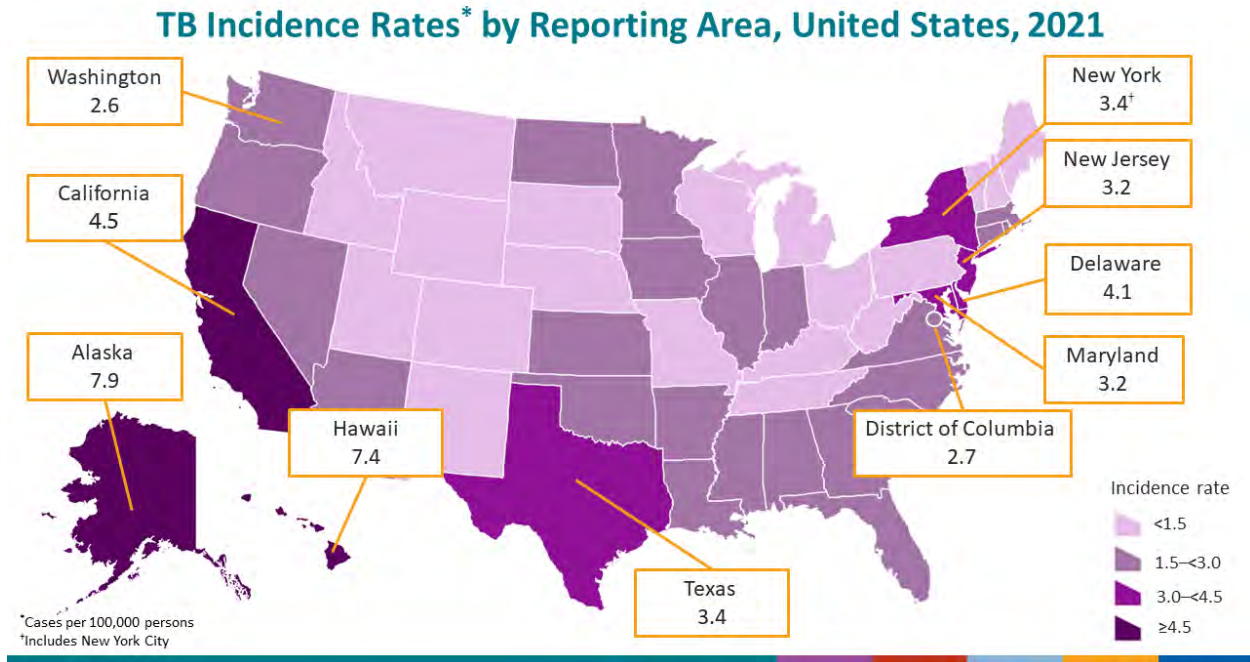 TB Incidence Rates* by Reporting Area, United States, 2021
Washington
2.6
New York
3.4†
New Jersey
3.2
California
4.5
Delaware
4.1
Alaska
7.9
Maryland
3.2
Hawaii
7.4
District of Columbia
2.7
Texas
3.4
Incidence rate
<1.5
1.5–<3.0
3.0–<4.5
≥4.5
*Cases per 100,000 persons
†Includes New York City